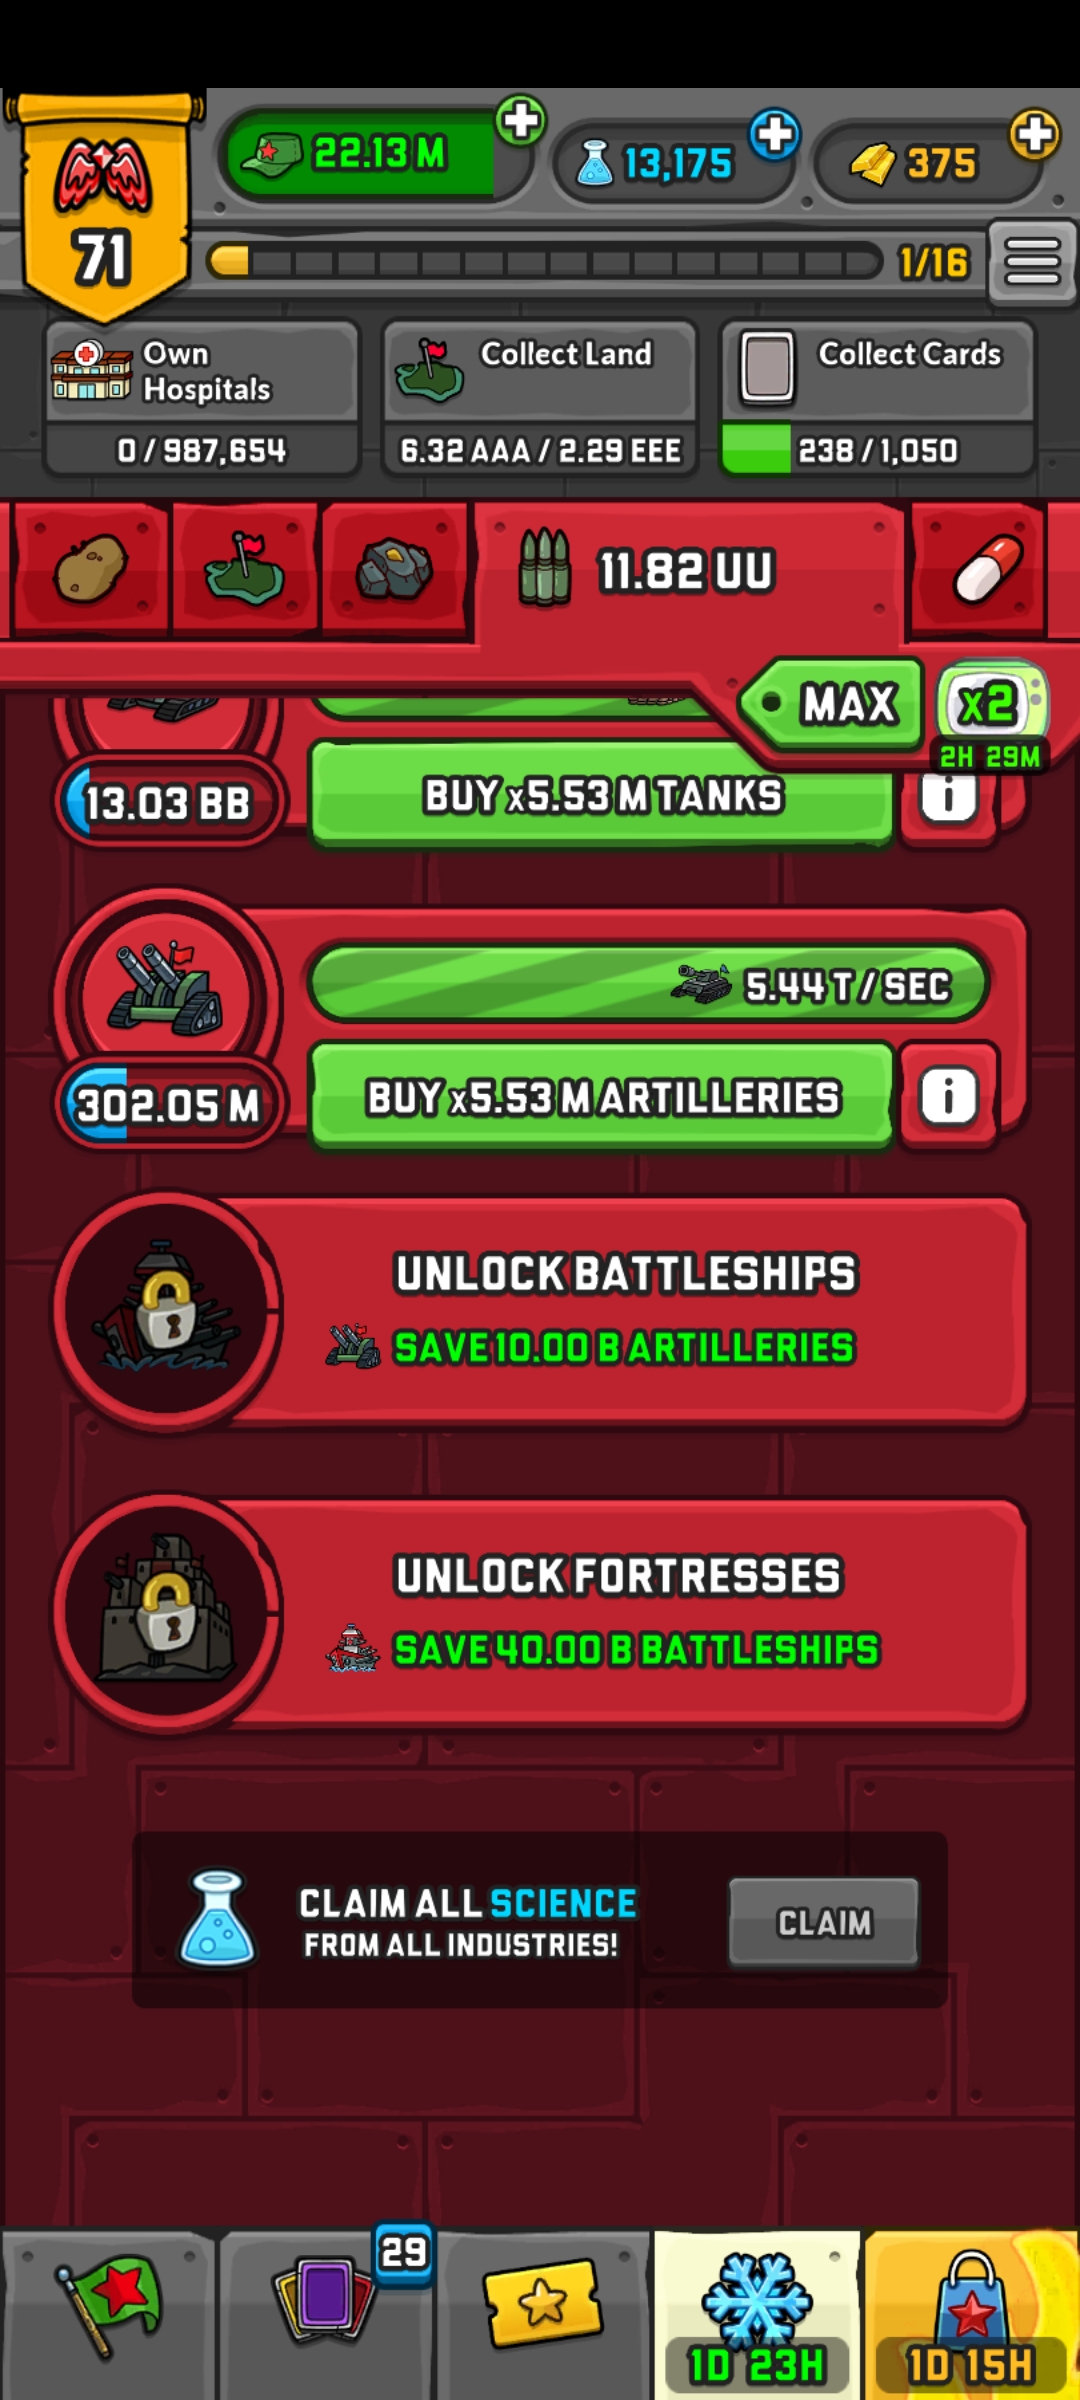 22.13 M
13,175
375
71
1/16
Own
Hospitals
0 / 987,654
Collect Land
6.32 AAA / 2.29 EEE
Collect Cards
238 / 1,050
11.82 UU
MAX
x2
2H 29M
13.03 BB
BUY x5.53 M TANKS
i
5.44 T / SEC
302.05 M
BUY x5.53 M ARTILLERIES
i
UNLOCK BATTLESHIPS
SAVE 10.00 B ARTILLERIES
UNLOCK FORTRESSES
SAVE 40.00 B BATTLESHIPS
CLAIM ALL SCIENCE
FROM ALL INDUSTRIES!
CLAIM
29
1D 23H
1D 15H